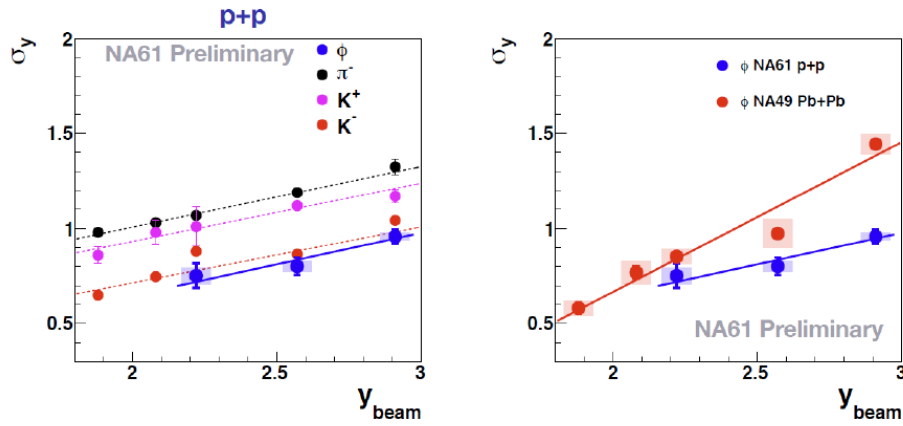 p+p
σy
2
1.5
1
0.5
2
2.5
3
ybeam
NA61 Preliminary
ϕ
π-
K+
K-
σy
2
1.5
1
0.5
2
2.5
3
ybeam
ϕ NA61 p+p
ϕ NA49 Pb+Pb
NA61 Preliminary